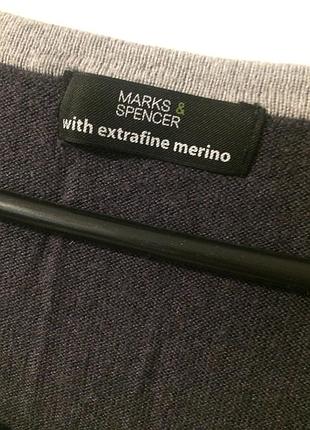 MARKS &
SPENCER
with extrafine merino